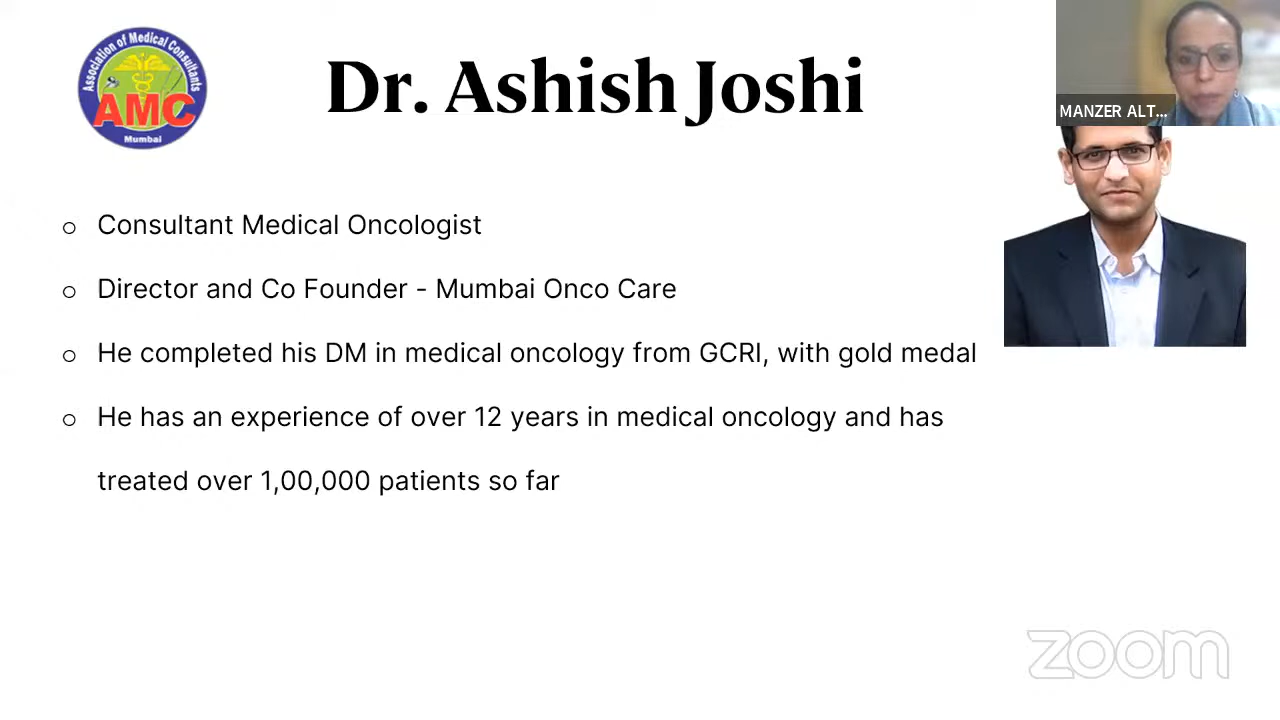 Association of Medical Consultants
AMC
Mumbai
Dr. Ashish Joshi
MANZER ALT...
o Consultant Medical Oncologist
o Director and Co Founder - Mumbai Onco Care
o He completed his DM in medical oncology from GCRI, with gold medal
o He has an experience of over 12 years in medical oncology and has
treated over 1,00,000 patients so far
zoom